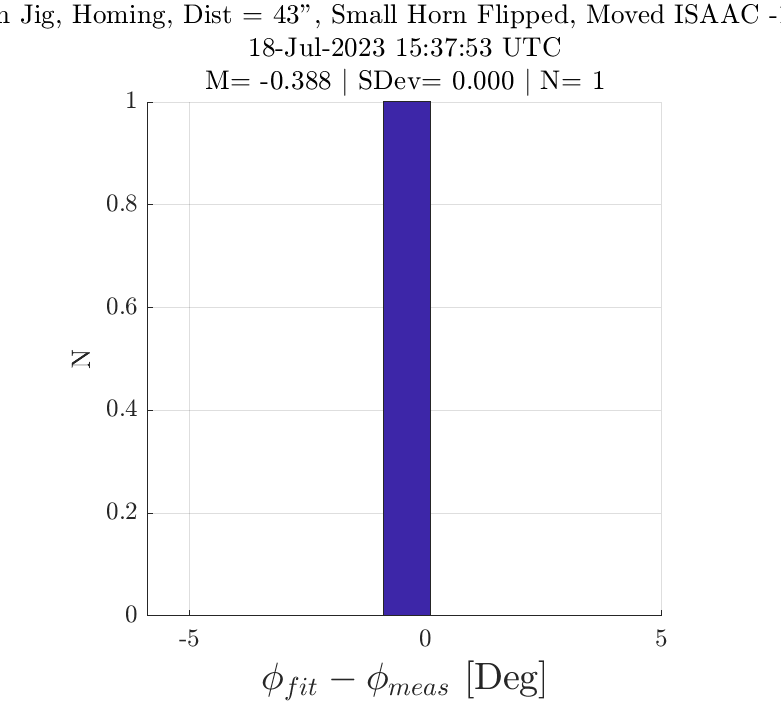 Jig, Homing, Dist = 43”, Small Horn Flipped, Moved ISAAC
18-Jul-2023 15:37:53 UTC
M= -0.388 | SDev= 0.000 | N= 1
1
0.8
0.6
0.4
0.2
0
N
-5 0 5
ϕ_fit − ϕ_meas [Deg]